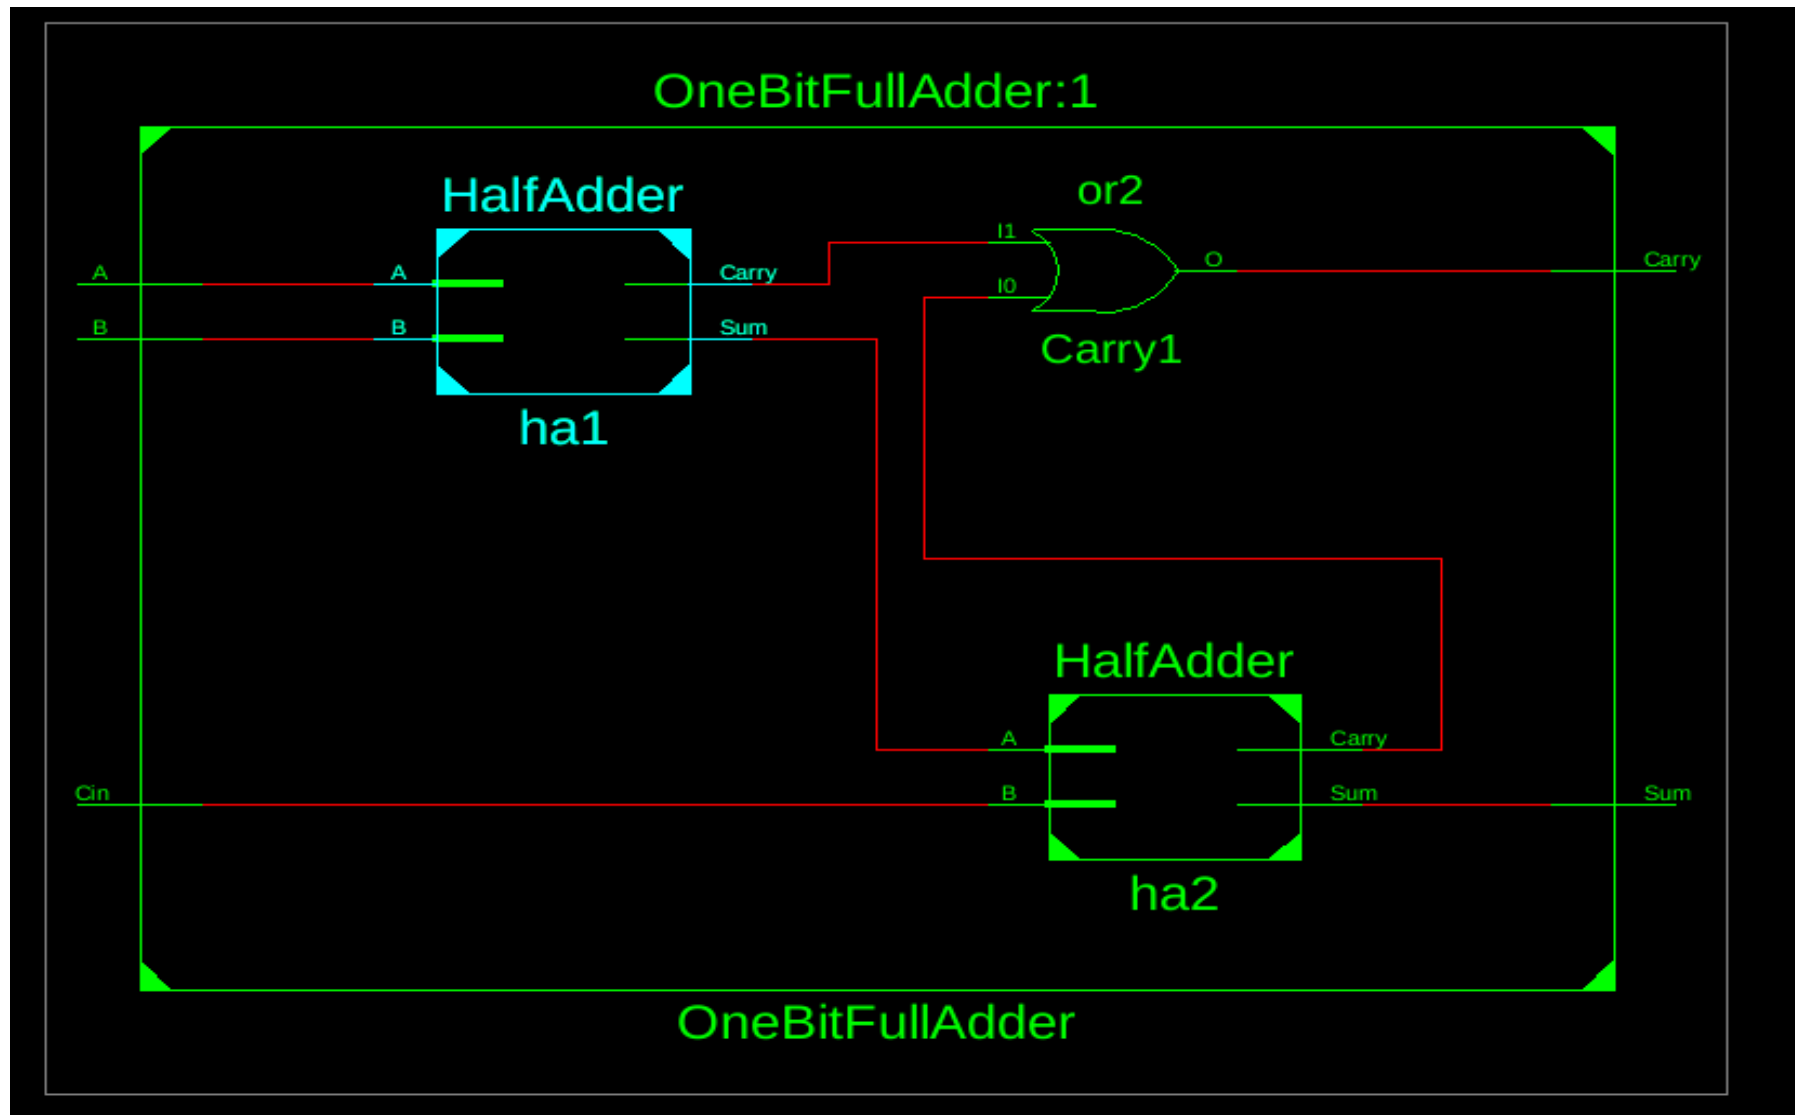 OneBitFullAdder:1
HalfAdder
or2
A
A
Carry
I1
O
Carry
I0
B
B
Sum
Carry1
ha1
HalfAdder
A
Carry
Cin
B
Sum
Sum
ha2
OneBitFullAdder